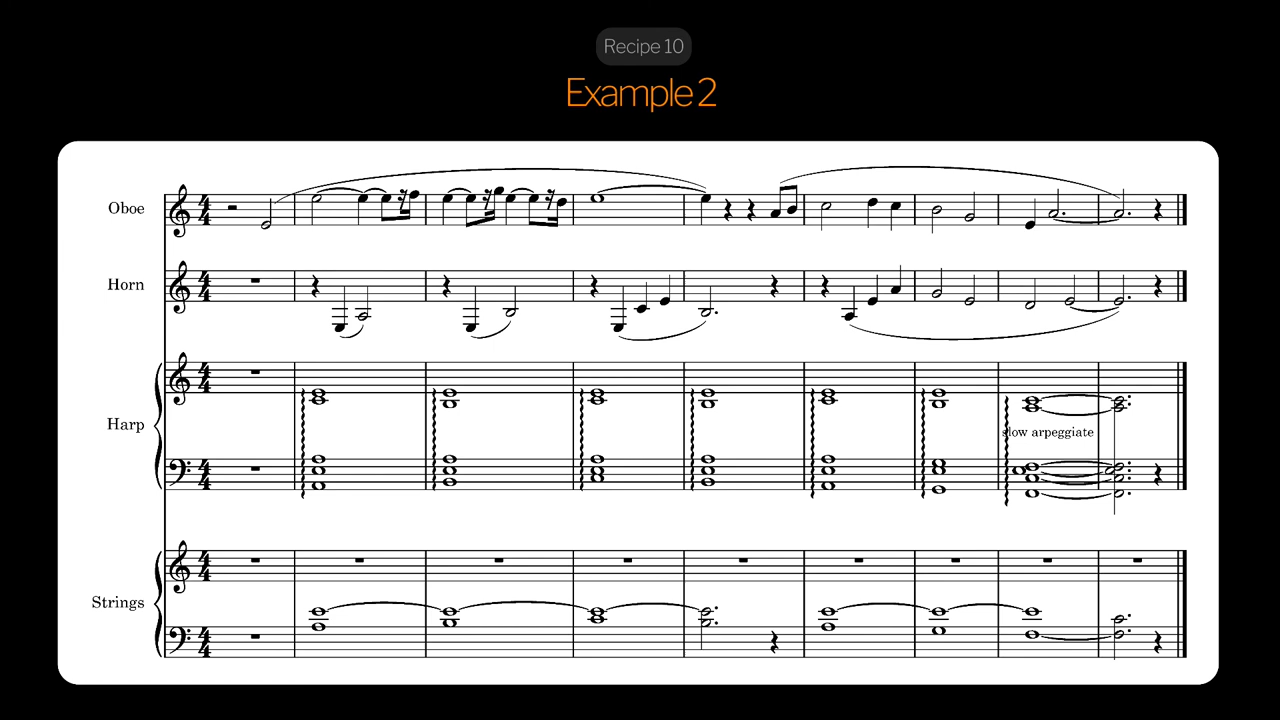 Recipe 10
Example 2
Oboe
Horn
Harp
slow arpeggiate
Strings